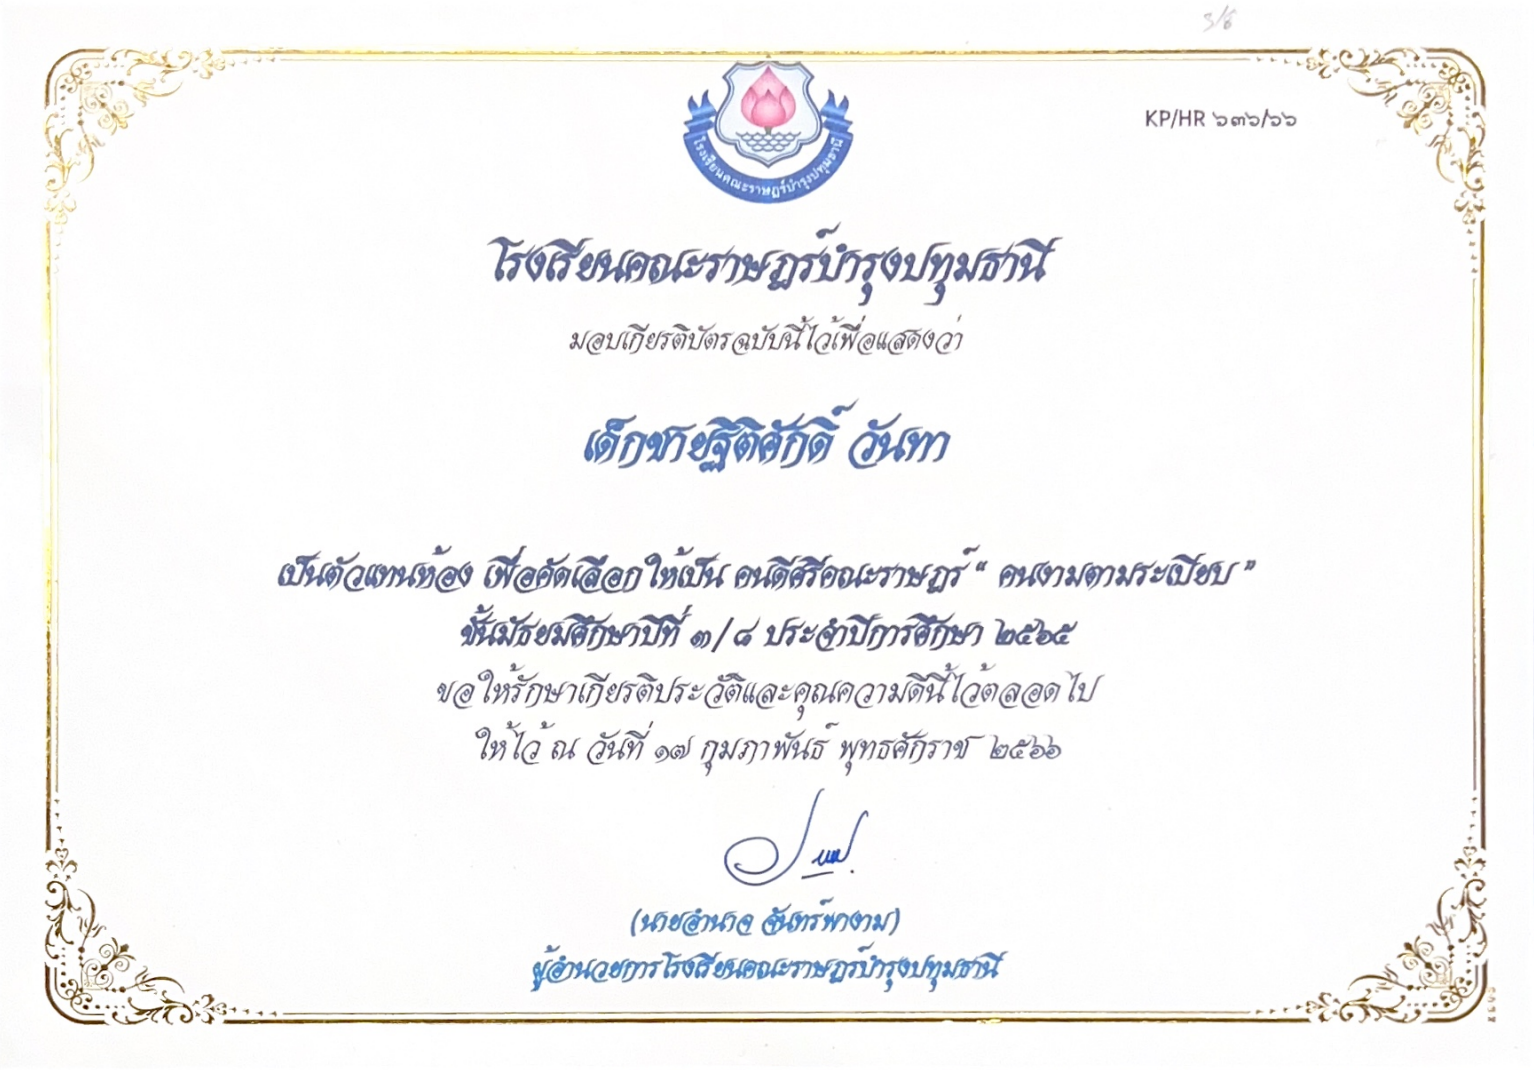 3/8
KP/HR ๖๓๖/๖๖
โรงเรียนคณะราษฎร์บำรุงปทุมธานี
โรงเรียนคณะราษฎร์บำรุงปทุมธานี
มอบเกียรติบัตรฉบับนี้ไว้เพื่อแสดงว่า
เด็กชายฐิติศักดิ์ วันทา
เป็นตัวแทนห้อง เพื่อคัดเลือกให้เป็น คนดีศรีคณะราษฎร์ “ คนงามตามระเบียบ ”
ชั้นมัธยมศึกษาปีที่ ๓/๘ ประจำปีการศึกษา ๒๕๖๕
ขอให้รักษาเกียรติประวัติและคุณความดีนี้ไว้ตลอดไป
ให้ไว้ ณ วันที่ ๑๗ กุมภาพันธ์ พุทธศักราช ๒๕๖๖
(นายอำนาจ จันทร์พางาม)
ผู้อำนวยการโรงเรียนคณะราษฎร์บำรุงปทุมธานี